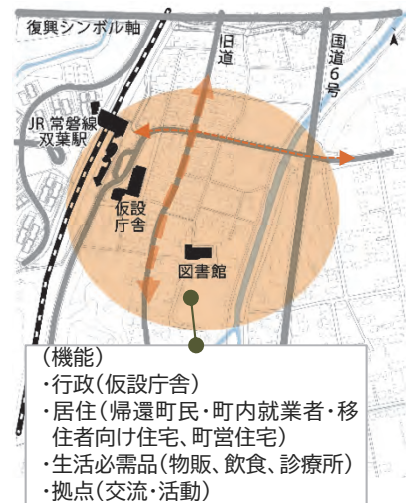 復興シンボル軸
旧道
国道6号
JR常磐線
双葉駅
仮設
庁舎
図書館
(機能)
・行政(仮設庁舎)
・居住(帰還町民・町内就業者・移
住者向け住宅、町営住宅)
・生活必需品(物販、飲食、診療所)
・拠点(交流・活動)